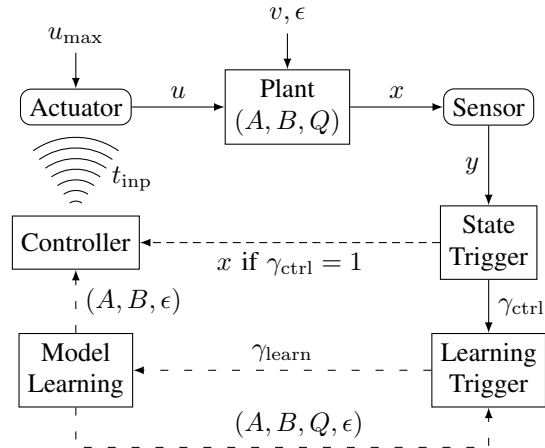 u_max
v, ϵ
Actuator
u
Plant
(A, B, Q)
x
Sensor
t_inp
y
Controller
x if γ_ctrl = 1
State
Trigger
(A, B, ϵ)
γ_ctrl
Model
Learning
γ_learn
Learning
Trigger
(A, B, Q, ϵ)